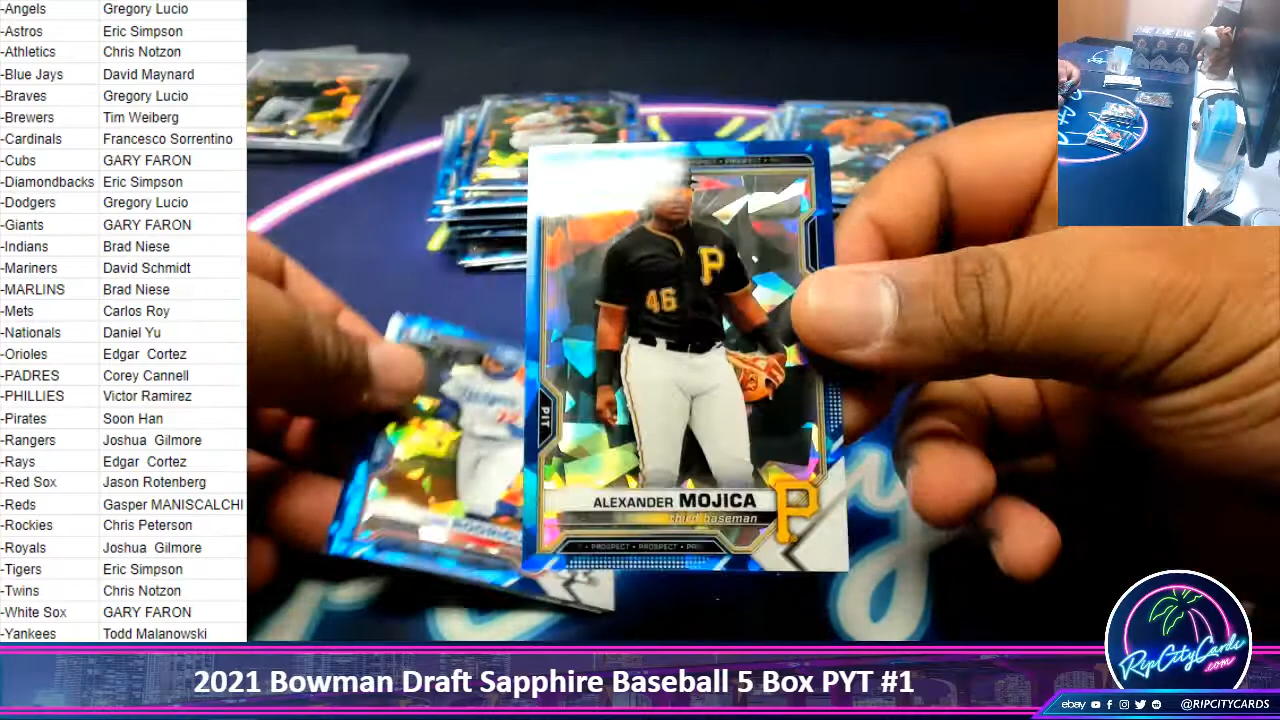 -Angels Gregory Lucio
-Astros Eric Simpson
-Athletics Chris Notzon
-Blue Jays David Maynard
-Braves Gregory Lucio
-Brewers Tim Weiberg
-Cardinals Francesco Sorrentino
-Cubs GARY FARON
-Diamondbacks Eric Simpson
-Dodgers Gregory Lucio
-Giants GARY FARON
-Indians Brad Niese
-Mariners David Schmidt
-MARLINS Brad Niese
-Mets Carlos Roy
-Nationals Daniel Yu
-Orioles Edgar Cortez
-PADRES Corey Cannell
-PHILLIES Victor Ramirez
-Pirates Soon Han
-Rangers Joshua Gilmore
-Rays Edgar Cortez
-Red Sox Jason Rotenberg
-Reds Gasper MANISCALCHI
-Rockies Chris Peterson
-Royals Joshua Gilmore
-Tigers Eric Simpson
-Twins Chris Notzon
-White Sox GARY FARON
-Yankees Todd Malanowski
PROSPECT
P
46
PIT
ALEXANDER MOJICA
third baseman
P
PROSPECT • PROSPECT •
RipCityCards
.com
2021 Bowman Draft Sapphire Baseball 5 Box PYT #1
ebay @RIPCITYCARDS